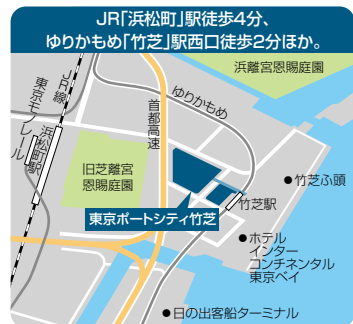 JR「浜松町」駅徒歩4分、
ゆりかもめ「竹芝」駅西口徒歩2分ほか。
浜離宮恩賜庭園
ゆりかもめ
JR線
東京モノレール
浜松町駅
首都高速
旧芝離宮
恩賜庭園
竹芝ふ頭
竹芝駅
東京ポートシティ竹芝
ホテル
インター
コンチネンタル
東京ベイ
日の出客船ターミナル